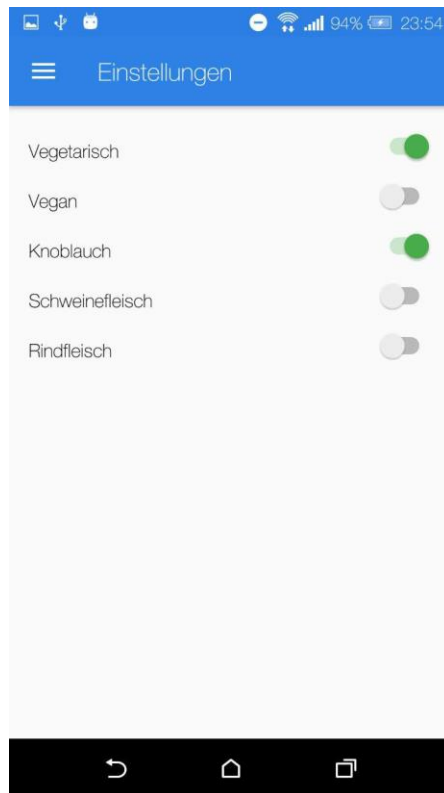 94% 23:54
Einstellungen
Vegetarisch
Vegan
Knoblauch
Schweinefleisch
Rindfleisch